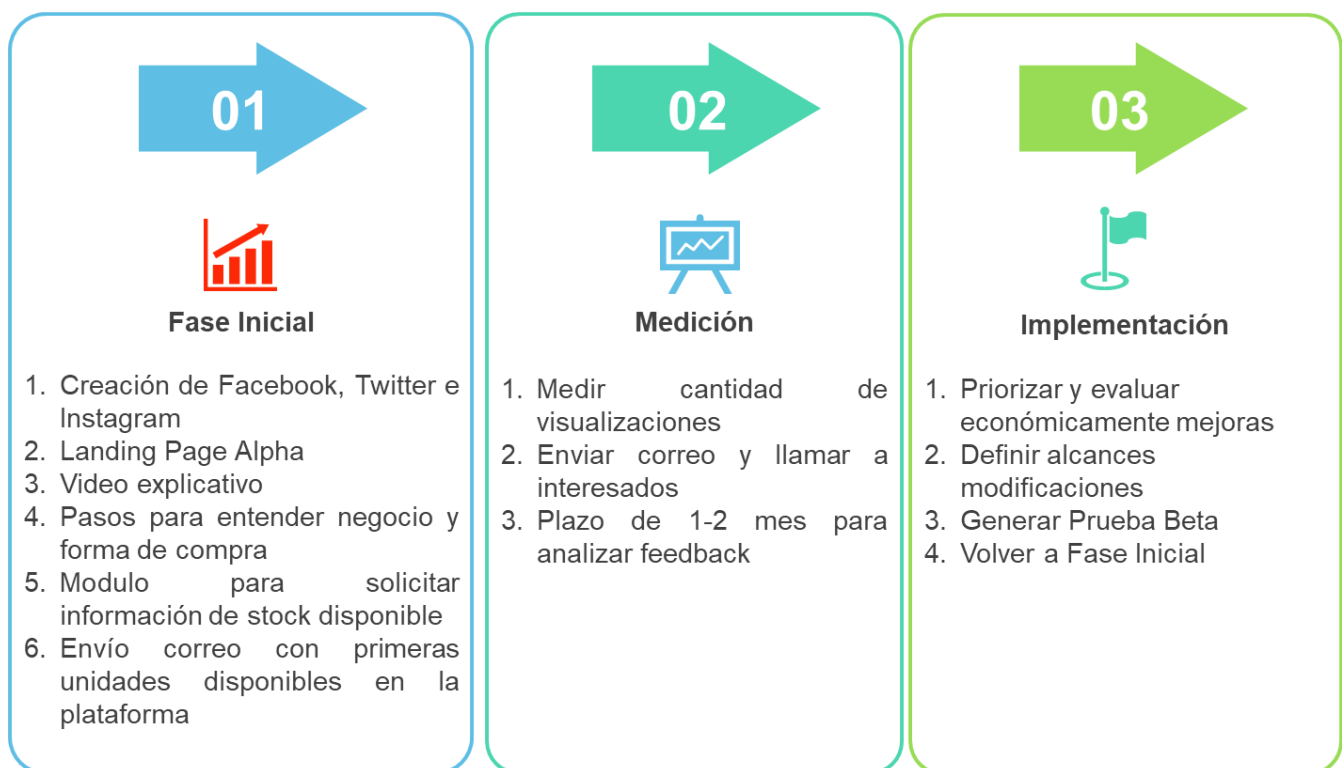 01
Fase Inicial
1. Creación de Facebook, Twitter e
Instagram
2. Landing Page Alpha
3. Video explicativo
4. Pasos para entender negocio y
forma de compra
5. Modulo para solicitar
información de stock disponible
6. Envío correo con primeras
unidades disponibles en la
plataforma
02
Medición
1. Medir cantidad de
visualizaciones
2. Enviar correo y llamar a
interesados
3. Plazo de 1-2 mes para
analizar feedback
03
Implementación
1. Priorizar y evaluar
económicamente mejoras
2. Definir alcances
modificaciones
3. Generar Prueba Beta
4. Volver a Fase Inicial